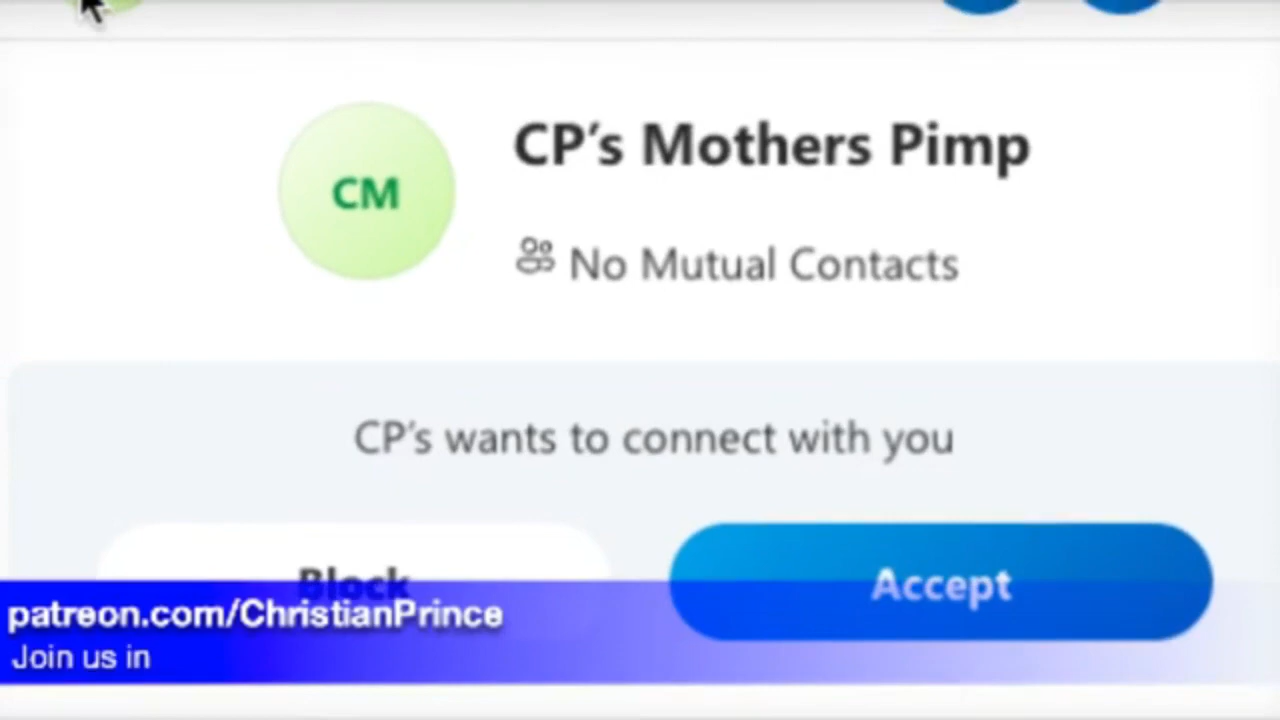 CP's Mothers Pimp
CM
No Mutual Contacts
CP's wants to connect with you
Block
Accept
patreon.com/ChristianPrince
Join us in